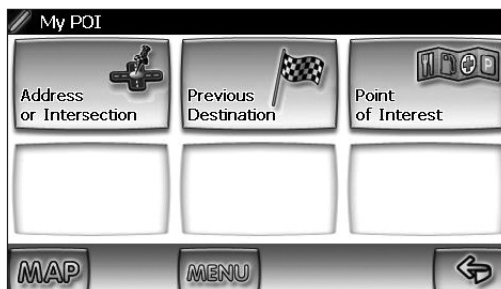 My POI
Address
or Intersection
Previous
Destination
Point
of Interest
P
MAP
MENU